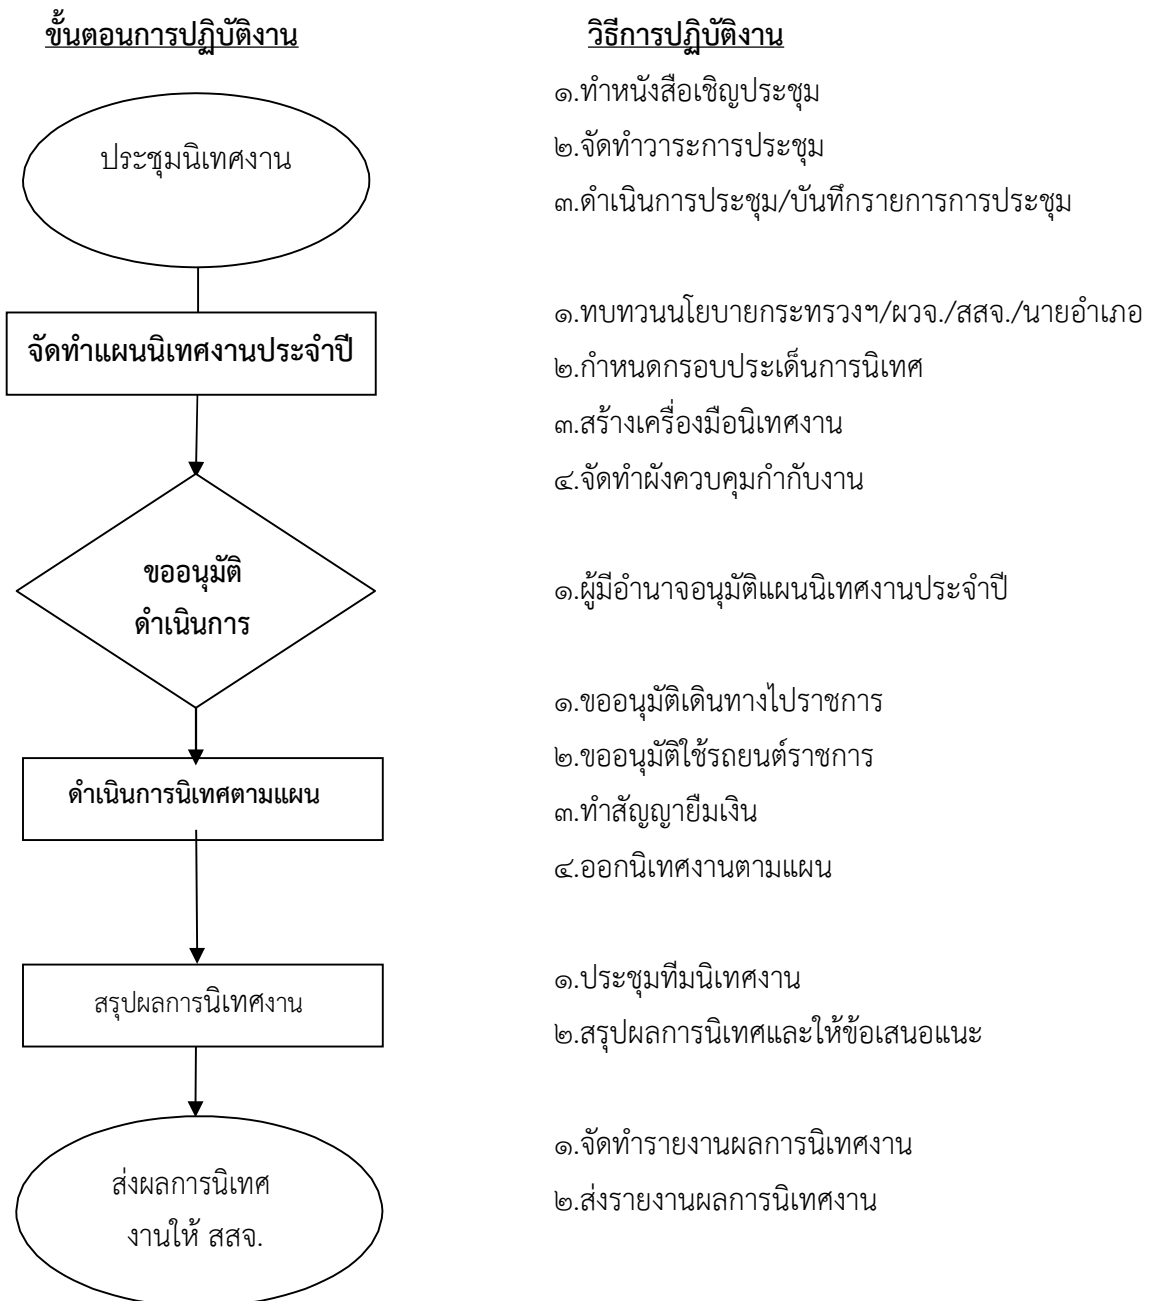 ขั้นตอนการปฏิบัติงาน
วิธีการปฏิบัติงาน
ประชุมนิเทศงาน
๑.ทำหนังสือเชิญประชุม
๒.จัดทำวาระการประชุม
๓.ดำเนินการประชุม/บันทึกรายการการประชุม
จัดทำแผนนิเทศงานประจำปี
๑.ทบทวนนโยบายกระทรวงฯ/ผวจ./สสจ./นายอำเภอ
๒.กำหนดกรอบประเด็นการนิเทศ
๓.สร้างเครื่องมือนิเทศงาน
๔.จัดทำผังควบคุมกำกับงาน
ขออนุมัติ
ดำเนินการ
๑.ผู้มีอำนาจอนุมัติแผนนิเทศงานประจำปี
ดำเนินการนิเทศตามแผน
๑.ขออนุมัติเดินทางไปราชการ
๒.ขออนุมัติใช้รถยนต์ราชการ
๓.ทำสัญญายืมเงิน
๔.ออกนิเทศงานตามแผน
สรุปผลการนิเทศงาน
๑.ประชุมทีมนิเทศงาน
๒.สรุปผลการนิเทศและให้ข้อเสนอแนะ
ส่งผลการนิเทศ
งานให้ สสจ.
๑.จัดทำรายงานผลการนิเทศงาน
๒.ส่งรายงานผลการนิเทศงาน